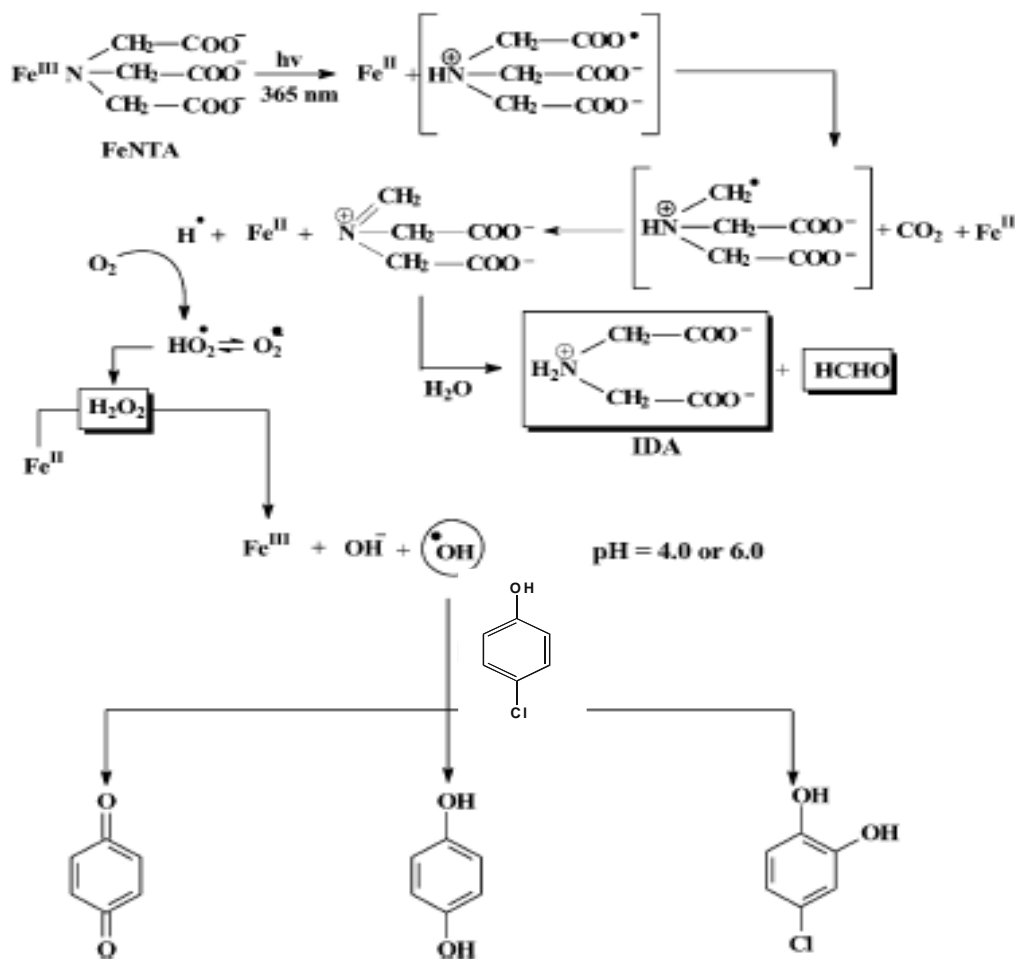 CH₂—COO⁻
Fe^III N—CH₂—COO⁻ hν Fe^II + HN⊕—CH₂—COO⁻
CH₂—COO⁻ 365 nm CH₂—COO•
CH₂—COO⁻
FeNTA
CH₂ CH₂•
H• + Fe^II + N⊕—CH₂—COO⁻ HN⊕—CH₂—COO⁻ + CO₂ + Fe^II
CH₂—COO⁻ CH₂—COO⁻
O₂
HO₂• ⇌ O₂ CH₂—COO⁻
H₂O H₂N⊕ + HCHO
H₂O₂ CH₂—COO⁻
Fe^II IDA
Fe^III + OH⁻ + •OH pH = 4.0 or 6.0
OH
Cl
O OH OH
OH
O OH Cl